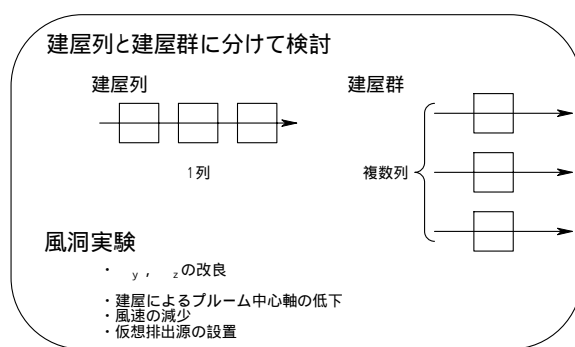 建屋列と建屋群に分けて検討
建屋列
建屋群
1列
複数列
風洞実験
・ y , zの改良
・建屋によるプルーム中心軸の低下
・風速の減少
・仮想排出源の設置